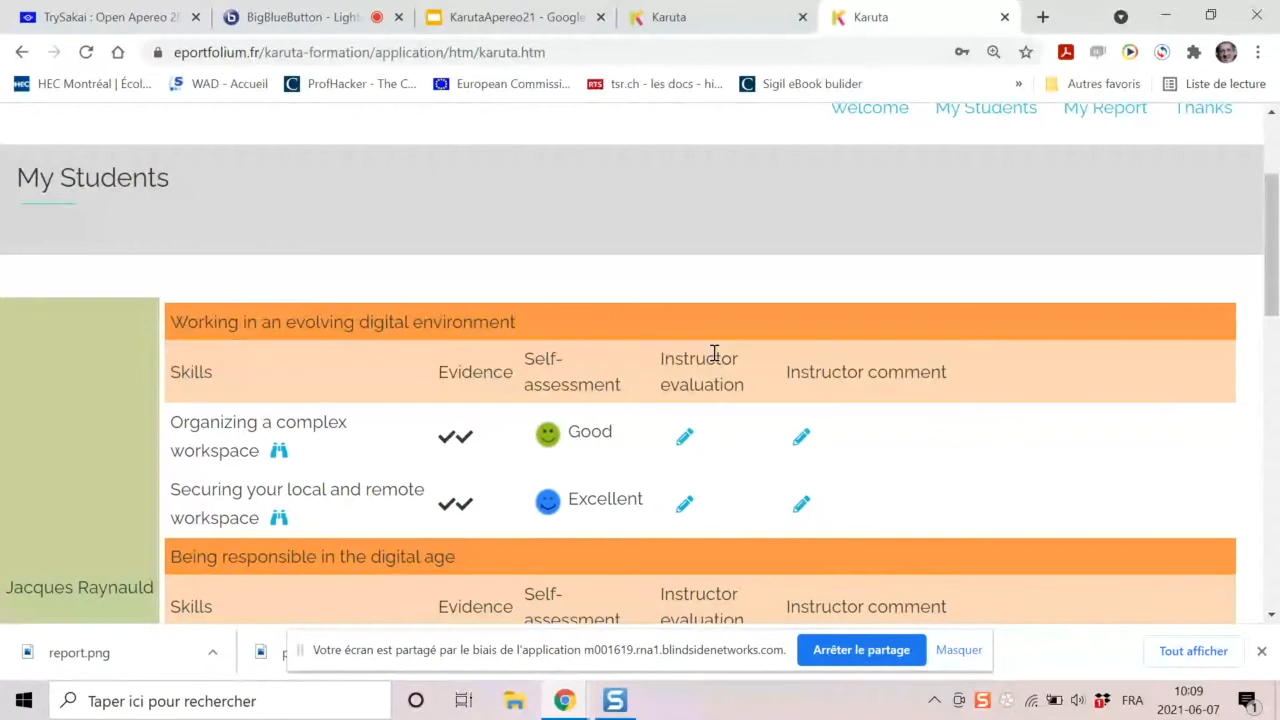 TrySakai : Open Apereo 2
BigBlueButton - Light
KarutaApereo21 - Google
Karuta
Karuta
eportfolium.fr/karuta-formation/application/htm/karuta.htm
HEC Montréal | Écol...
WAD - Accueil
ProfHacker - The C...
European Commissi...
tsr.ch - les docs - hi...
Sigil eBook bulider
»
Autres favoris
Liste de lecture
Welcome
My Students
My Report
Thanks
My Students
Working in an evolving digital environment
Skills
Evidence
Self-
assessment
Instructor
evaluation
Instructor comment
Organizing a complex
workspace
Good
Securing your local and remote
workspace
Excellent
Being responsible in the digital age
Jacques Raynauld
Skills
Evidence
Self-
assessment
Instructor
evaluation
Instructor comment
report.png
Votre écran est partagé par le biais de l'application m001619.rna1.blindsidenetworks.com.
Arrêter le partage
Masquer
Tout afficher
Taper ici pour rechercher
FRA
10:09
2021-06-07